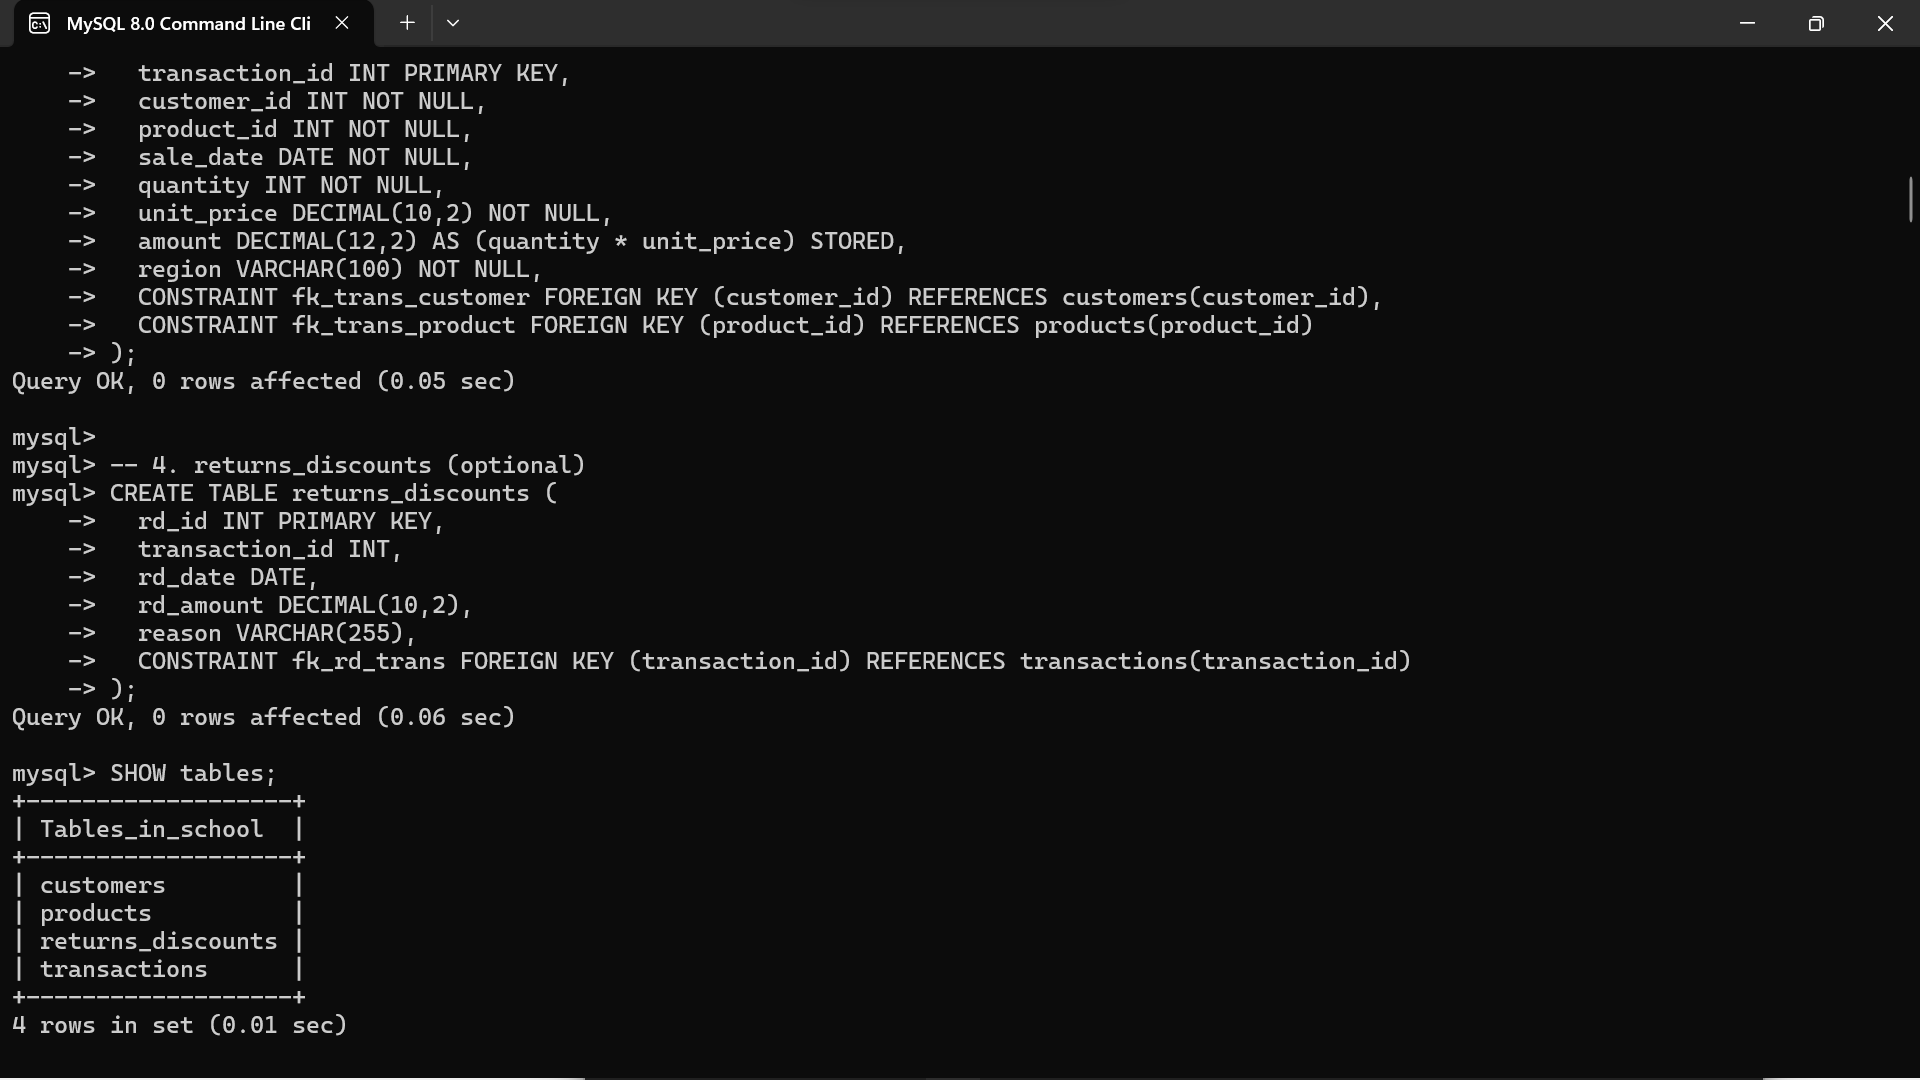 MySQL 8.0 Command Line Cli
->   transaction_id INT PRIMARY KEY,
->   customer_id INT NOT NULL,
->   product_id INT NOT NULL,
->   sale_date DATE NOT NULL,
->   quantity INT NOT NULL,
->   unit_price DECIMAL(10,2) NOT NULL,
->   amount DECIMAL(12,2) AS (quantity * unit_price) STORED,
->   region VARCHAR(100) NOT NULL,
->   CONSTRAINT fk_trans_customer FOREIGN KEY (customer_id) REFERENCES customers(customer_id),
->   CONSTRAINT fk_trans_product FOREIGN KEY (product_id) REFERENCES products(product_id)
-> );
Query OK, 0 rows affected (0.05 sec)
mysql>
mysql> -- 4. returns_discounts (optional)
mysql> CREATE TABLE returns_discounts (
->   rd_id INT PRIMARY KEY,
->   transaction_id INT,
->   rd_date DATE,
->   rd_amount DECIMAL(10,2),
->   reason VARCHAR(255),
->   CONSTRAINT fk_rd_trans FOREIGN KEY (transaction_id) REFERENCES transactions(transaction_id)
-> );
Query OK, 0 rows affected (0.06 sec)
mysql> SHOW tables;
+-------------------+
| Tables_in_school  |
+-------------------+
| customers         |
| products          |
| returns_discounts |
| transactions      |
+-------------------+
4 rows in set (0.01 sec)